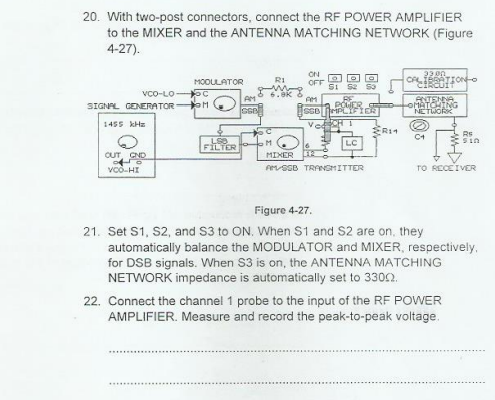 20. With two-post connectors, connect the RF POWER AMPLIFIER
to the MIXER and the ANTENNA MATCHING NETWORK (Figure
4-27).
MODULATOR
R1
6.8K
ON
OFF
S1 S2 S3
330Ω
CALIBRATION
CIRCUIT
VCO-LO
C
SIGNAL GENERATOR
M
AM
SSB
AM
SSB
RF
POWER
AMPLIFIER
ANTENNA
MATCHING
NETWORK
1455 kHz
LSB
FILTER
C
M
V
CH 1
LC
R14
C4
R5
51Ω
OUT GND
VCO-HI
MIXER
6
12
AM/SSB TRANSMITTER
TO RECEIVER
Figure 4-27.
21. Set S1, S2, and S3 to ON. When S1 and S2 are on, they
automatically balance the MODULATOR and MIXER, respectively,
for DSB signals. When S3 is on, the ANTENNA MATCHING
NETWORK impedance is automatically set to 330Ω.
22. Connect the channel 1 probe to the input of the RF POWER
AMPLIFIER. Measure and record the peak-to-peak voltage.